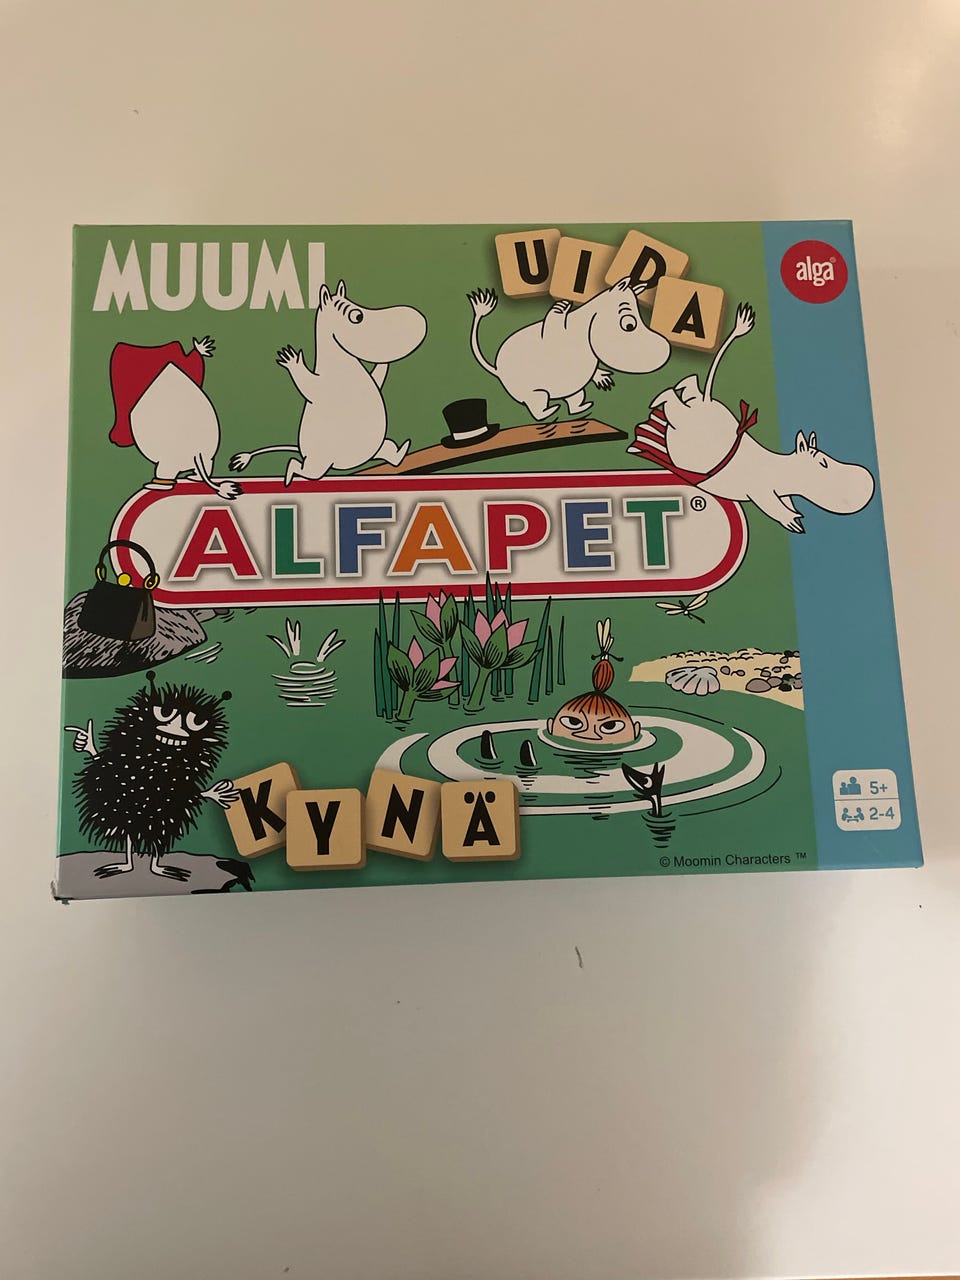 MUUMI
UIDA
alga®
ALFAPET®
KYNÄ
5+
2-4
© Moomin Characters ™